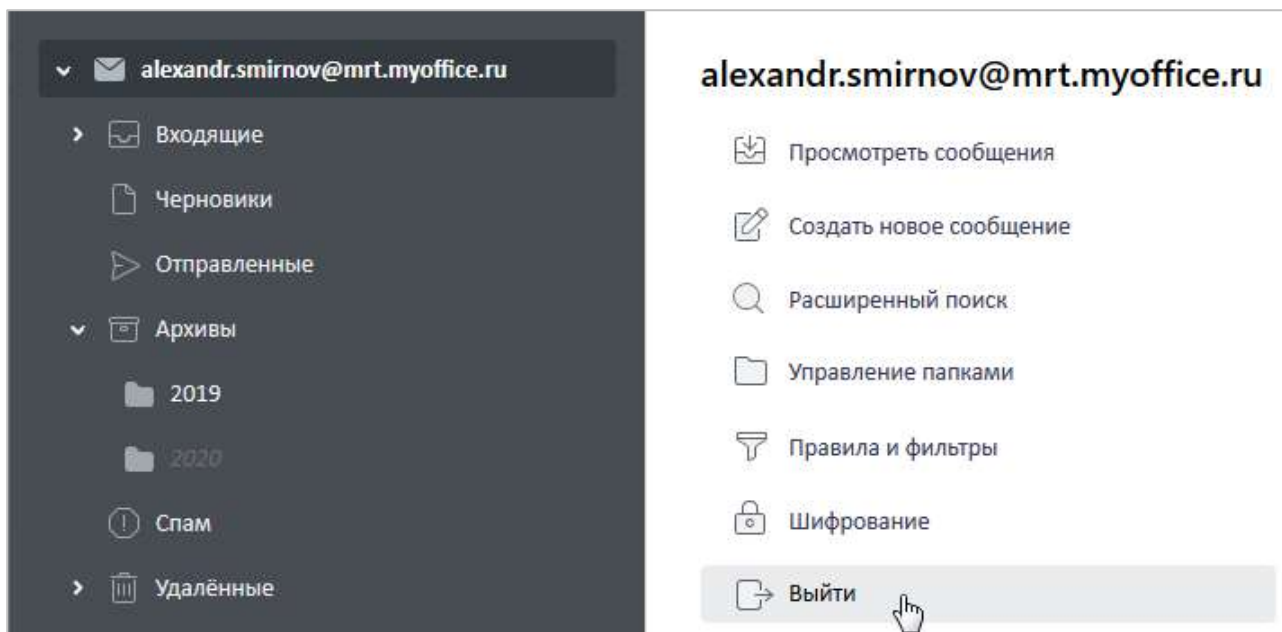 alexandr.smirnov@mrt.myoffice.ru
Входящие
Черновики
Отправленные
Архивы
2019
2020
Спам
Удалённые
alexandr.smirnov@mrt.myoffice.ru
Просмотреть сообщения
Создать новое сообщение
Расширенный поиск
Управление папками
Правила и фильтры
Шифрование
Выйти